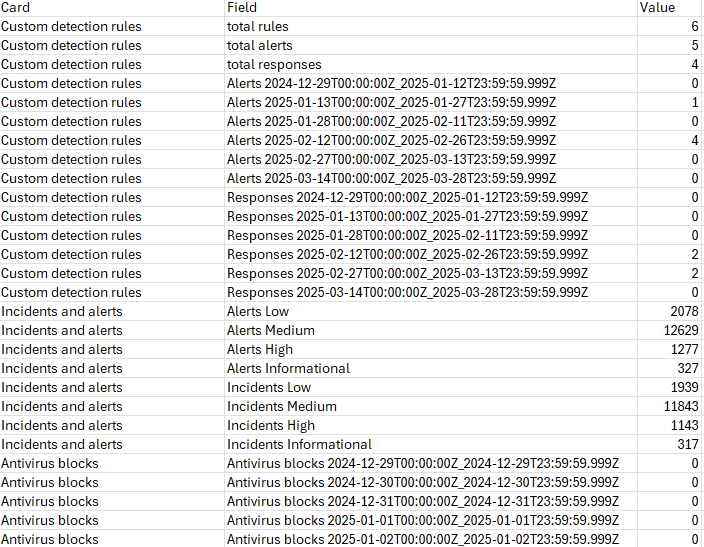 Card Field Value
Custom detection rules total rules 6
Custom detection rules total alerts 5
Custom detection rules total responses 4
Custom detection rules Alerts 2024-12-29T00:00:00Z_2025-01-12T23:59:59.999Z 0
Custom detection rules Alerts 2025-01-13T00:00:00Z_2025-01-27T23:59:59.999Z 1
Custom detection rules Alerts 2025-01-28T00:00:00Z_2025-02-11T23:59:59.999Z 0
Custom detection rules Alerts 2025-02-12T00:00:00Z_2025-02-26T23:59:59.999Z 4
Custom detection rules Alerts 2025-02-27T00:00:00Z_2025-03-13T23:59:59.999Z 0
Custom detection rules Alerts 2025-03-14T00:00:00Z_2025-03-28T23:59:59.999Z 0
Custom detection rules Responses 2024-12-29T00:00:00Z_2025-01-12T23:59:59.999Z 0
Custom detection rules Responses 2025-01-13T00:00:00Z_2025-01-27T23:59:59.999Z 0
Custom detection rules Responses 2025-01-28T00:00:00Z_2025-02-11T23:59:59.999Z 0
Custom detection rules Responses 2025-02-12T00:00:00Z_2025-02-26T23:59:59.999Z 2
Custom detection rules Responses 2025-02-27T00:00:00Z_2025-03-13T23:59:59.999Z 2
Custom detection rules Responses 2025-03-14T00:00:00Z_2025-03-28T23:59:59.999Z 0
Incidents and alerts Alerts Low 2078
Incidents and alerts Alerts Medium 12629
Incidents and alerts Alerts High 1277
Incidents and alerts Alerts Informational 327
Incidents and alerts Incidents Low 1939
Incidents and alerts Incidents Medium 11843
Incidents and alerts Incidents High 1143
Incidents and alerts Incidents Informational 317
Antivirus blocks Antivirus blocks 2024-12-29T00:00:00Z_2024-12-29T23:59:59.999Z 0
Antivirus blocks Antivirus blocks 2024-12-30T00:00:00Z_2024-12-30T23:59:59.999Z 0
Antivirus blocks Antivirus blocks 2024-12-31T00:00:00Z_2024-12-31T23:59:59.999Z 0
Antivirus blocks Antivirus blocks 2025-01-01T00:00:00Z_2025-01-01T23:59:59.999Z 0
Antivirus blocks Antivirus blocks 2025-01-02T00:00:00Z_2025-01-02T23:59:59.999Z 0